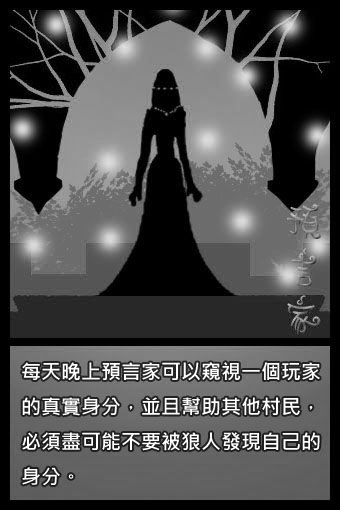 預言家
每天晚上預言家可以窺視一個玩家
的真實身分，並且幫助其他村民，
必須盡可能不要被狼人發現自己的
身分。